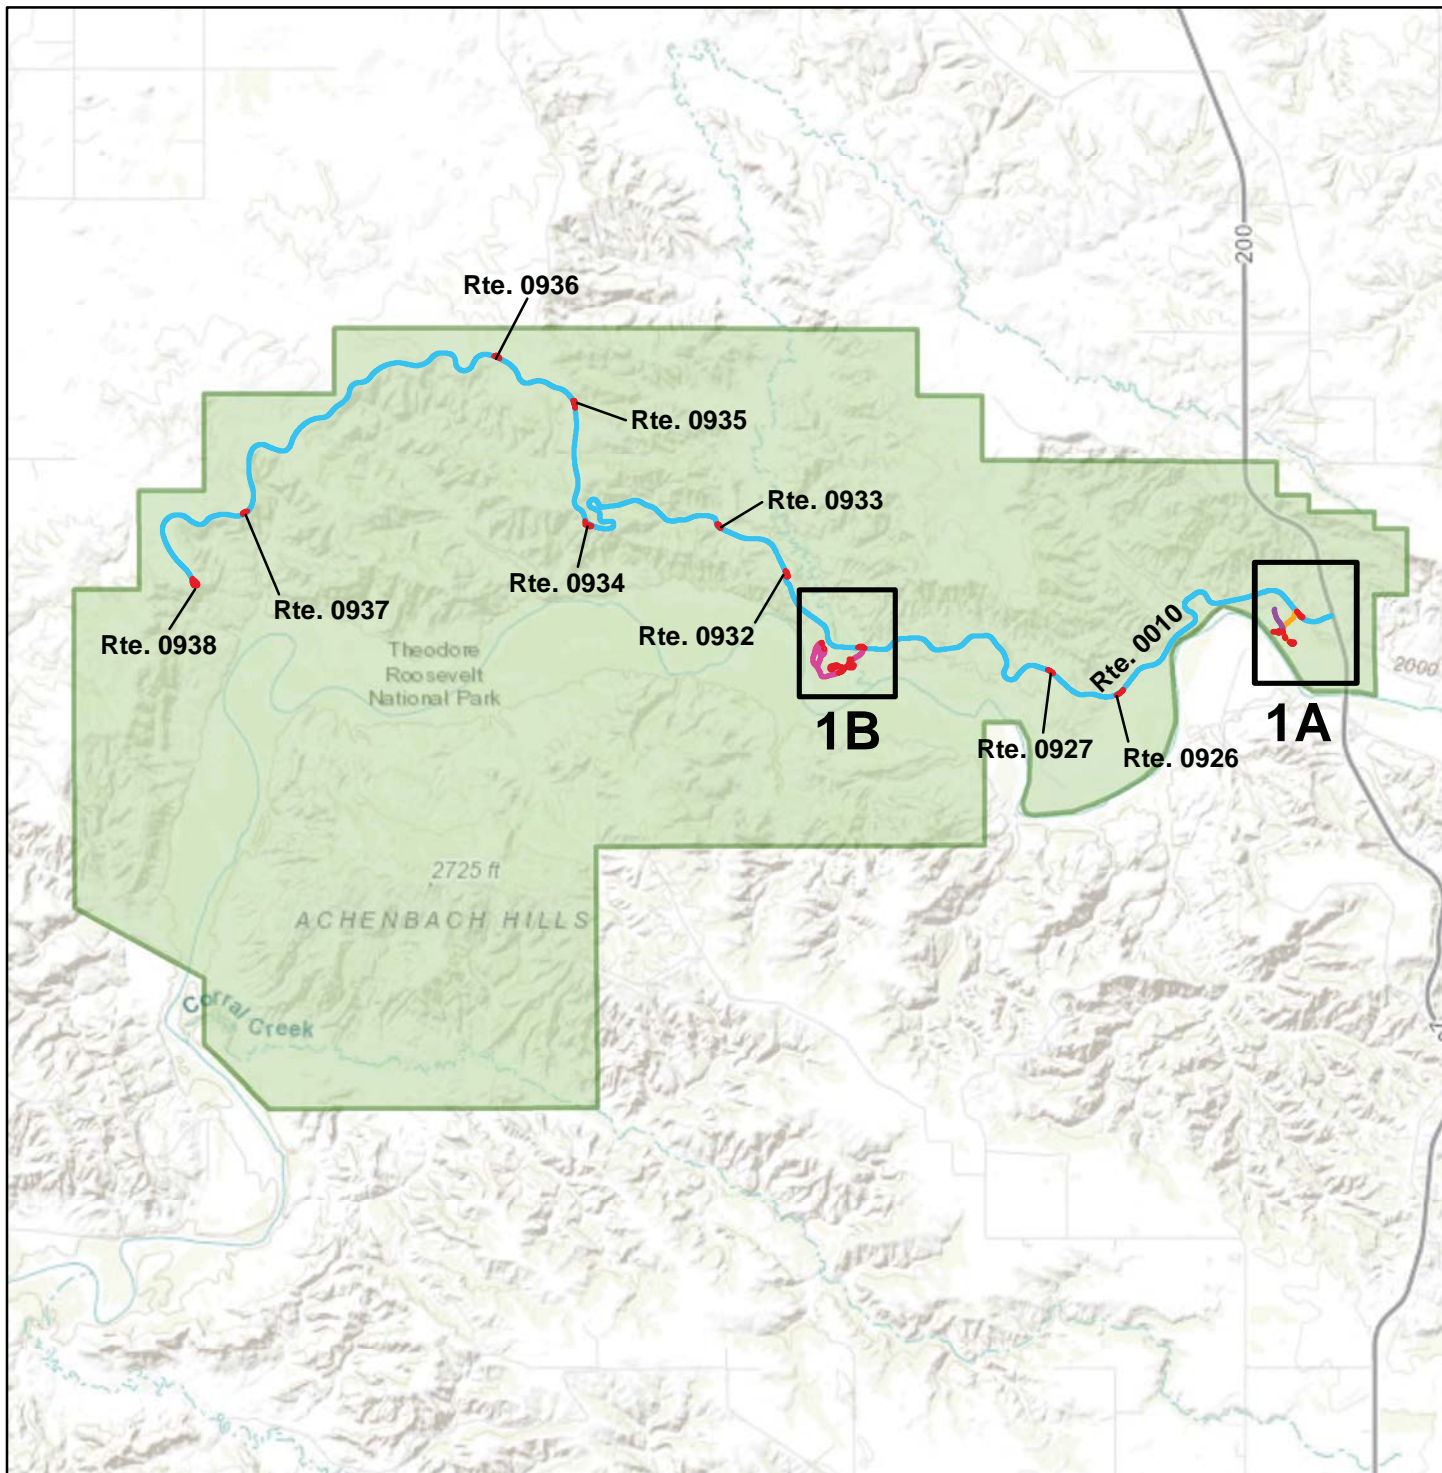 200
Rte. 0936
Rte. 0935
Rte. 0933
Rte. 0934
Rte. 0937
Rte. 0932
Rte. 0938
Theodore
Roosevelt
National Park
Rte. 0010
2000
1B
1A
Rte. 0927
Rte. 0926
2725 ft
ACHENBACH HILLS
Corral Creek